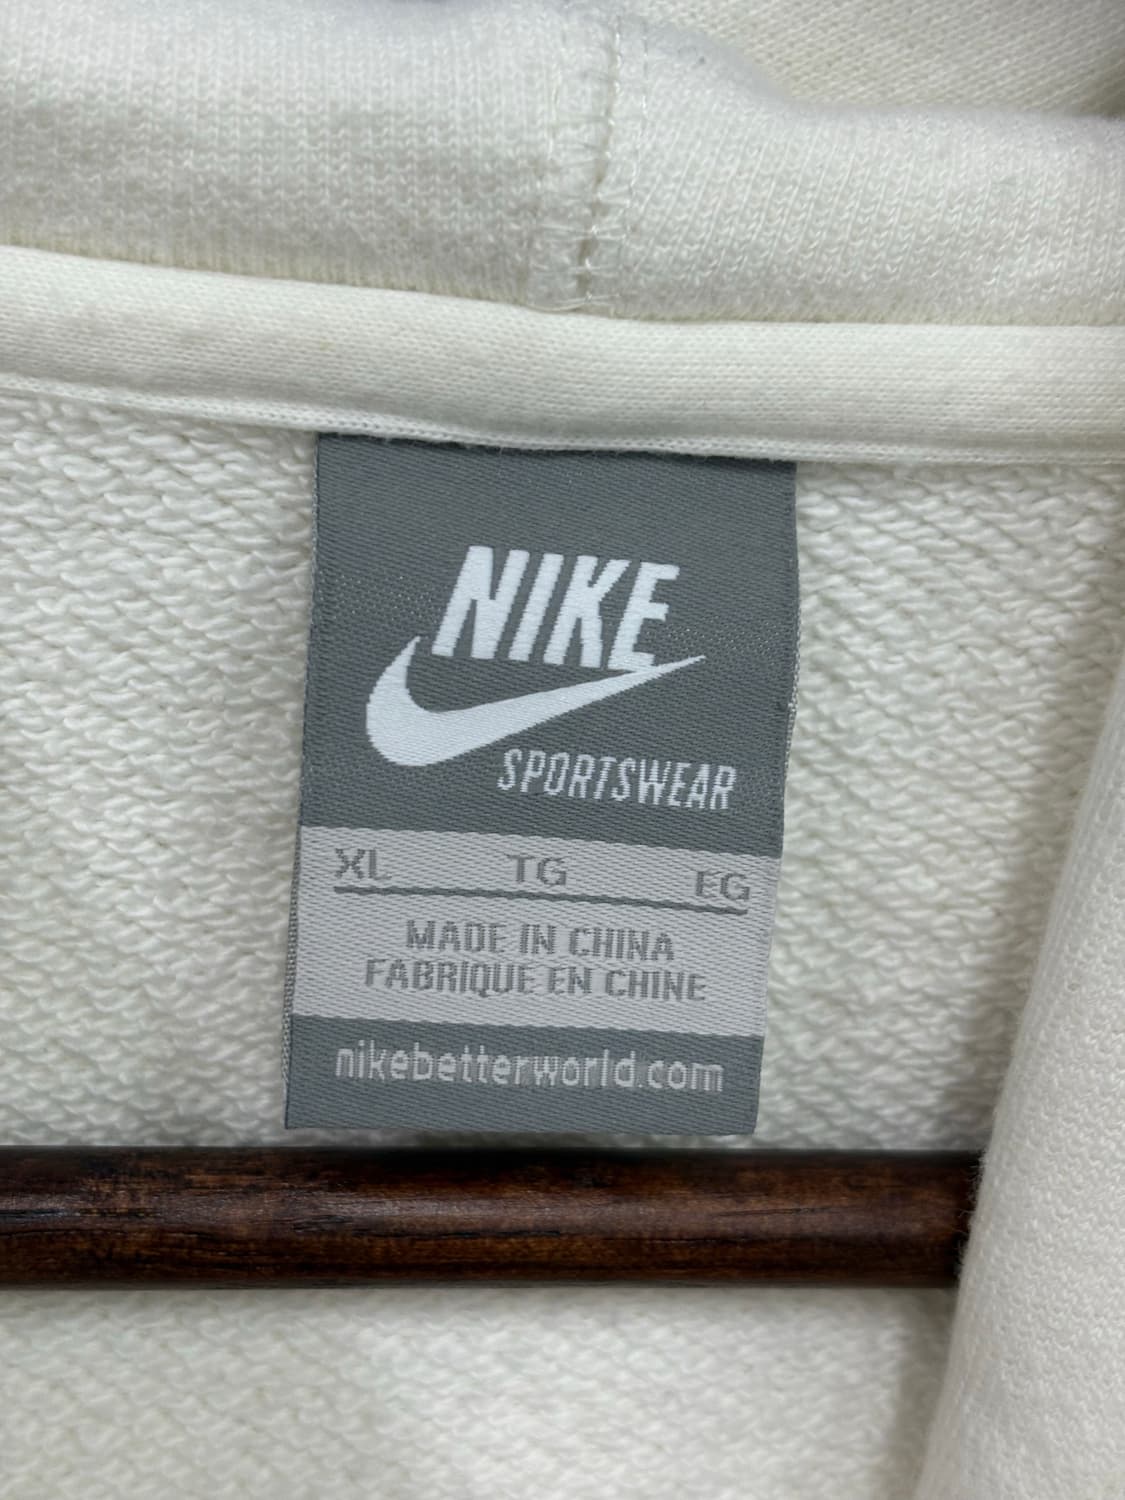 NIKE
SPORTSWEAR
XL TG EG
MADE IN CHINA
FABRIQUE EN CHINE
nikebetterworld.com